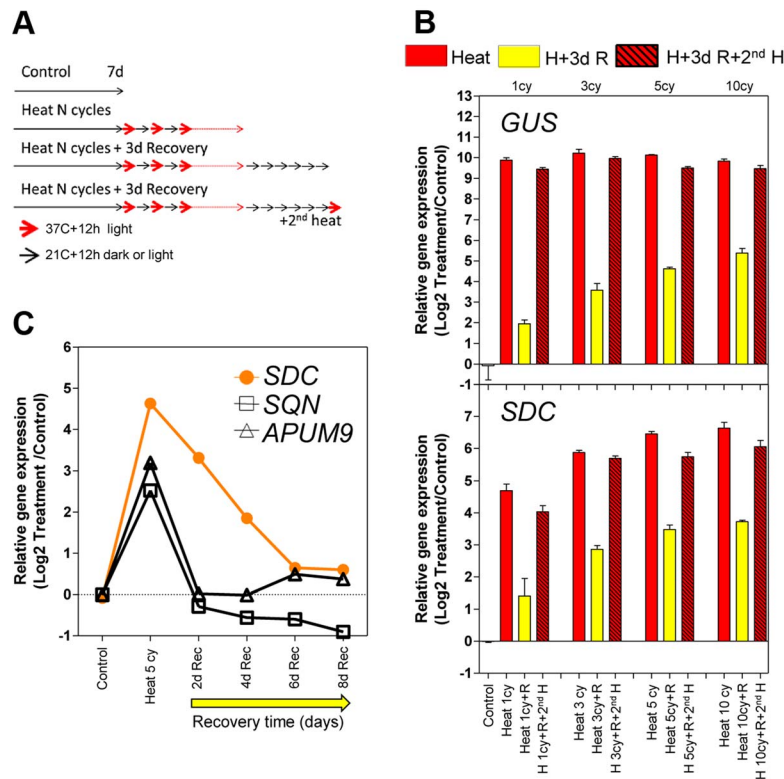 A
Control 7d
Heat N cycles
Heat N cycles + 3d Recovery
Heat N cycles + 3d Recovery
+2nd heat
37C+12h light
21C+12h dark or light
B
Heat H+3d R H+3d R+2nd H
1cy 3cy 5cy 10cy
GUS
Relative gene expression
(Log2 Treatment/Control)
13
12
11
10
9
8
7
6
5
4
3
2
1
0
-1
SDC
Relative gene expression
(Log2 Treatment/Control)
7
6
5
4
3
2
1
0
-1
Control
Heat 1cy
Heat 1cy+R
H 1cy+R+2nd H
Heat 3 cy
Heat 3cy+R
H 3cy+R+2nd H
Heat 5 cy
Heat 5cy+R
H 5cy+R+2nd H
Heat 10 cy
Heat 10cy+R
H 10cy+R+2nd H
C
Relative gene expression
(Log2 Treatment /Control)
6
5
4
3
2
1
0
-1
SDC
SQN
APUM9
Control
Heat 5 cy
2d Rec
4d Rec
6d Rec
8d Rec
Recovery time (days)